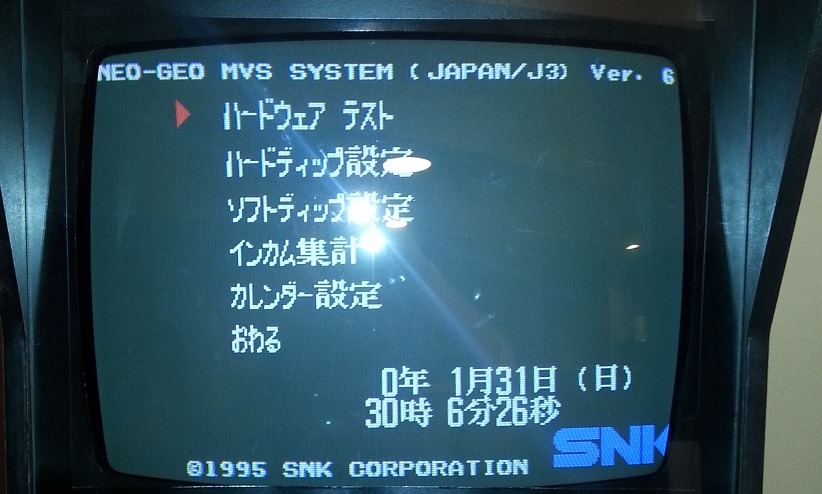 NEO-GEO MVS SYSTEM (JAPAN/J3) Ver. 6
ハードウェア テスト
ハードディップ設定
ソフトディップ設定
インカム集計
カレンダー設定
おわる
0年 1月31日(日)
30時 6分26秒
SNK
©1995 SNK CORPORATION